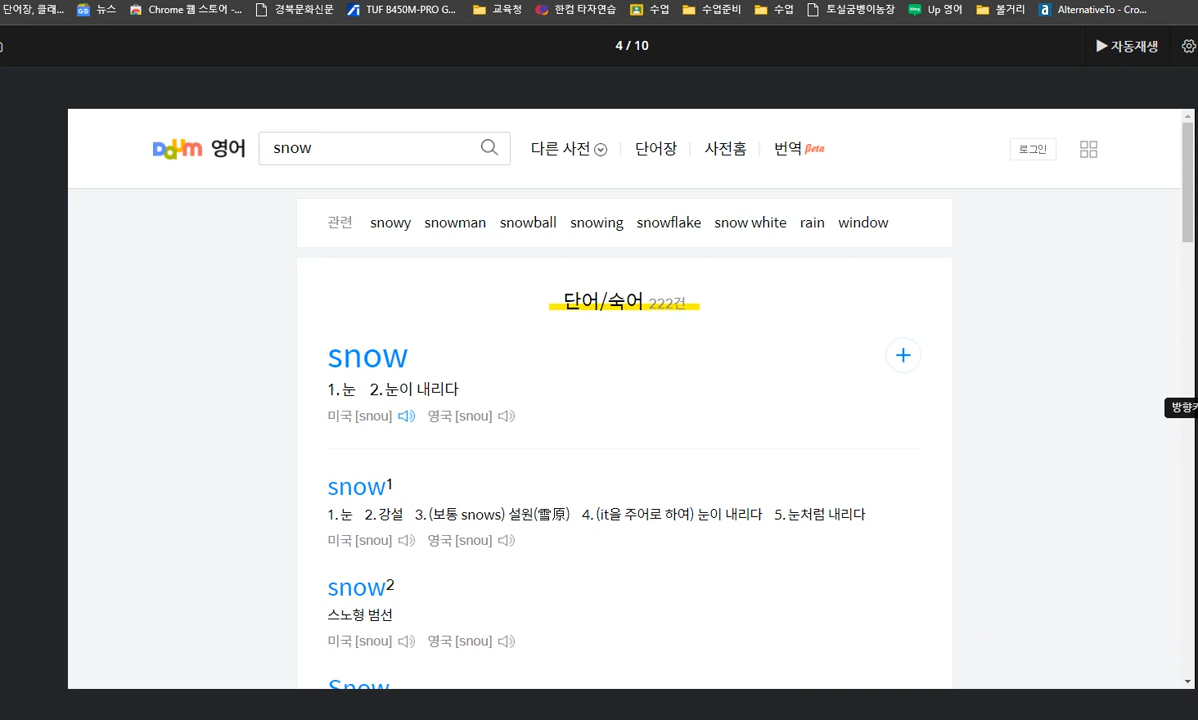 단어장, 클래... 뉴스 Chrome 웹 스토어 -... 경북문화신문 TUF B450M-PRO G... 교육청 한컴 타자연습 수업 수업준비 수업 토실굼벵이농장 Up 영어 볼거리 AlternativeTo - Cro...
4 / 10 ▶자동재생
Daum 영어 snow 다른 사전 단어장 사전홈 번역 Beta 로그인
관련 snowy snowman snowball snowing snowflake snow white rain window
단어/숙어 222건
snow
1.눈 2.눈이 내리다
미국 [snou] 영국 [snou]
방향키
snow1
1.눈 2.강설 3.(보통 snows) 설원(雪原) 4.(it을 주어로 하여) 눈이 내리다 5.눈처럼 내리다
미국 [snou] 영국 [snou]
snow2
스노형 범선
미국 [snou] 영국 [snou]
Snow